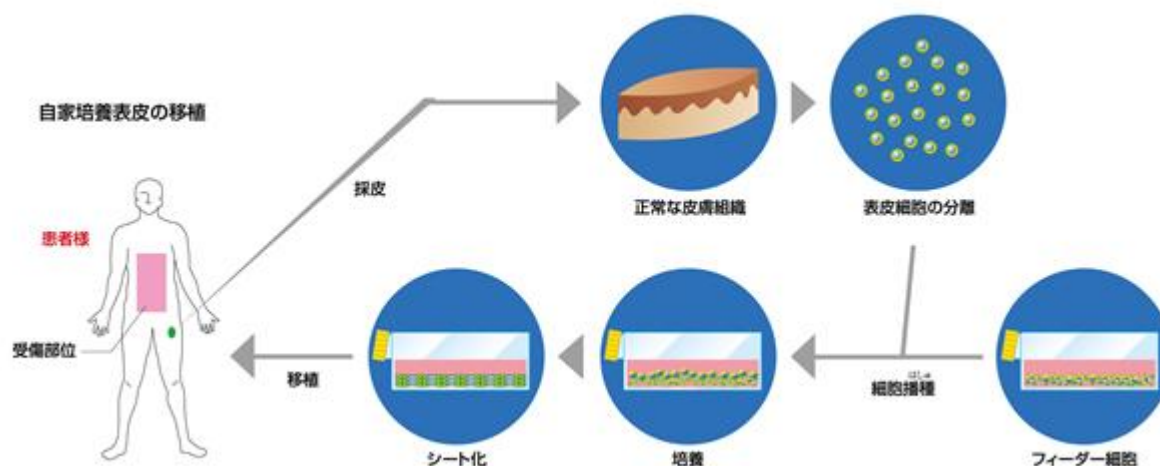 自家培養表皮の移植
採皮
正常な皮膚組織
表皮細胞の分離
患者様
受傷部位
移植
はしゅ
細胞播種
シート化
培養
フィーダー細胞